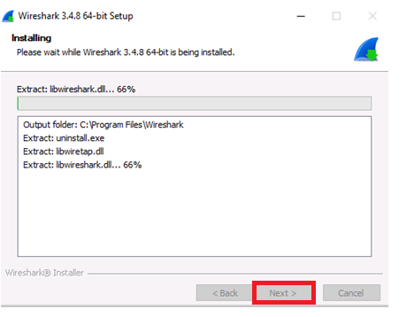 Wireshark 3.4.8 64-bit Setup
Installing
Please wait while Wireshark 3.4.8 64-bit is being installed.
Extract: libwireshark.dll... 66%
Output folder: C:\Program Files\Wireshark
Extract: uninstall.exe
Extract: libwiretap.dll
Extract: libwireshark.dll... 66%
Wireshark® Installer
< Back Next > Cancel